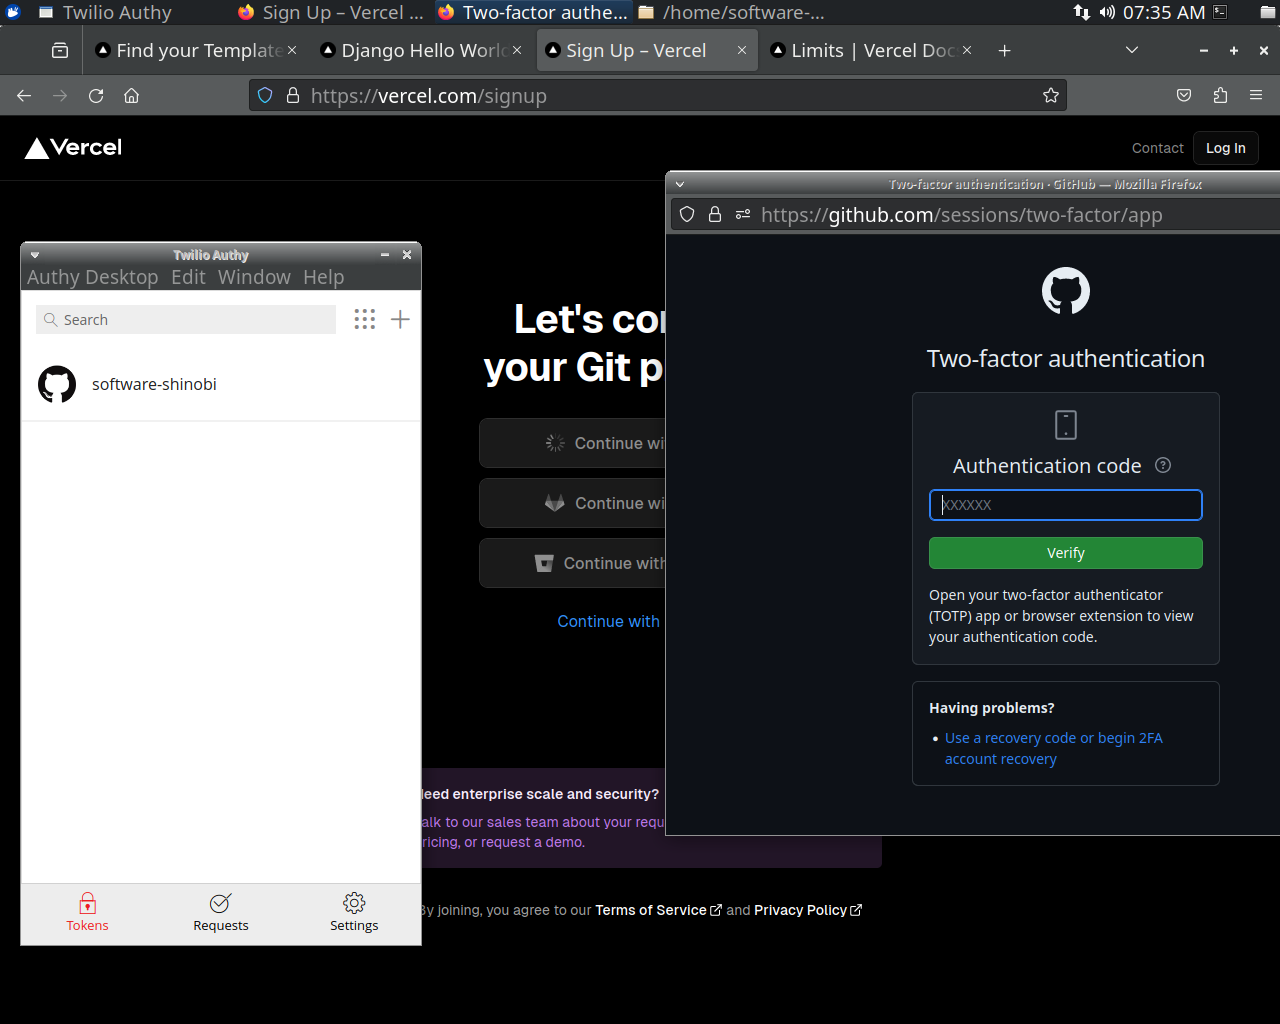 Twilio Authy
Sign Up – Vercel ...
Two-factor authe...
/home/software-...
07:35 AM
Find your Template
Django Hello World
Sign Up – Vercel
Limits | Vercel Doc
https://vercel.com/signup
Vercel
Contact
Log In
Two-factor authentication · GitHub — Mozilla Firefox
https://github.com/sessions/two-factor/app
Twilio Authy
Authy Desktop Edit Window Help
Search
software-shinobi
Tokens
Requests
Settings
Let's co
your Git p
Continue wi
Continue wi
Continue with
Continue with
eed enterprise scale and security?
alk to our sales team about your requ
ricing, or request a demo.
By joining, you agree to our Terms of Service and Privacy Policy
Two-factor authentication
Authentication code
XXXXXX
Verify
Open your two-factor authenticator
(TOTP) app or browser extension to view
your authentication code.
Having problems?
Use a recovery code or begin 2FA
account recovery